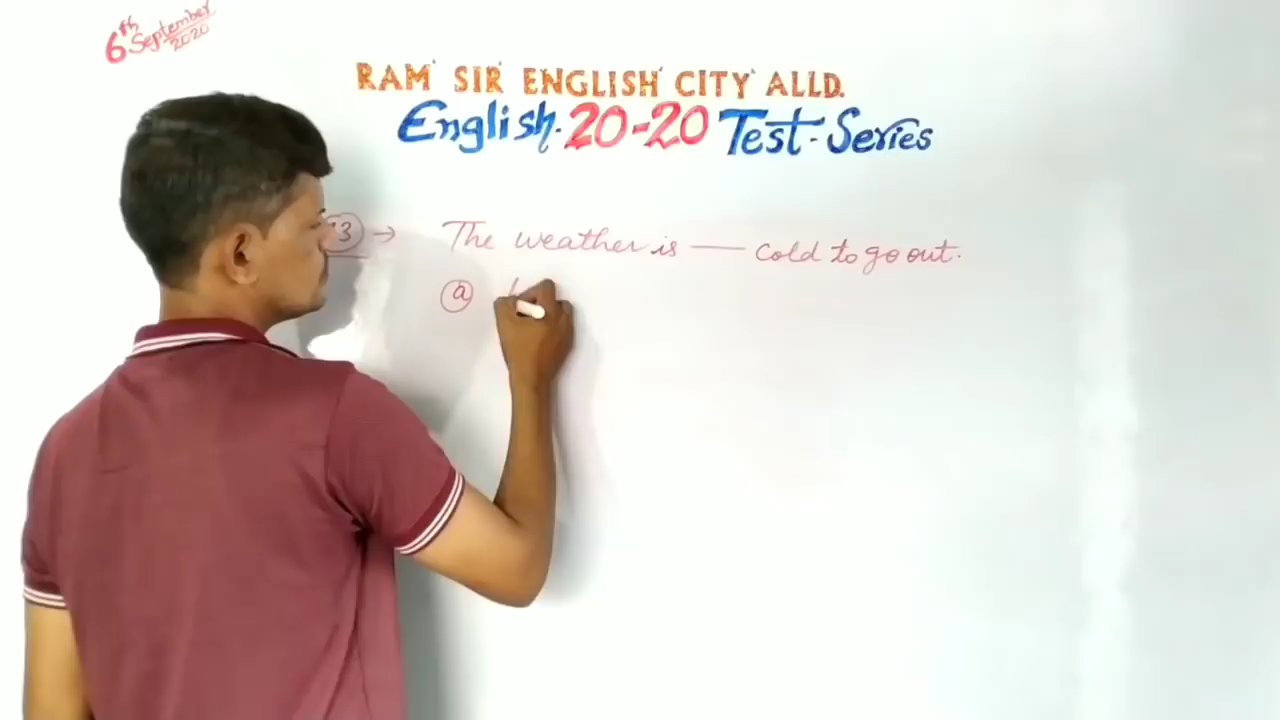 6th September 2020
RAM SIR ENGLISH CITY ALLD.
English. 20-20 Test-Series
→ The weather is — cold to go out.
(a)